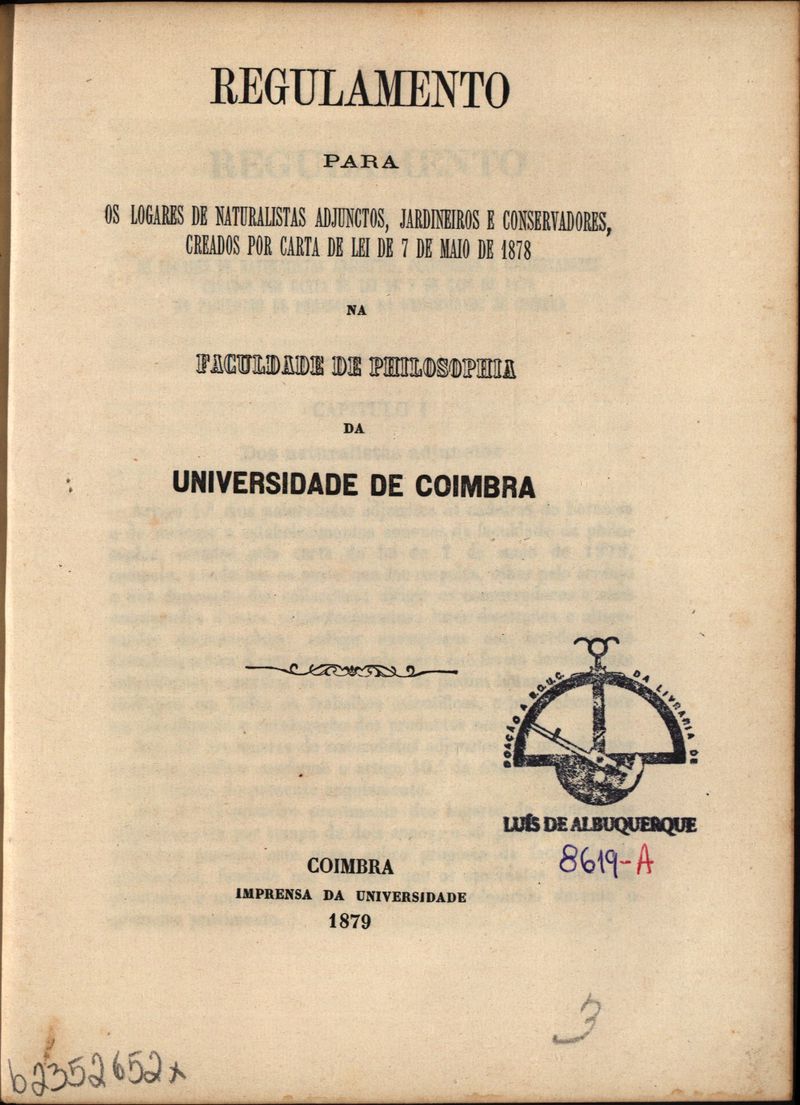 REGULAMENTO
PARA
OS LOGARES DE NATURALISTAS ADJUNCTOS, JARDINEIROS E CONSERVADORES,
CREADOS POR CARTA DE LEI DE 7 DE MAIO DE 1878
NA
FACULDADE DE PHILOSOPHIA
DA
UNIVERSIDADE DE COIMBRA
DOAÇÃO A B.G.U.C. DA LIVRARIA DE
LUÍS DE ALBUQUERQUE
8619-A
COIMBRA
IMPRENSA DA UNIVERSIDADE
1879
3
b2352652x